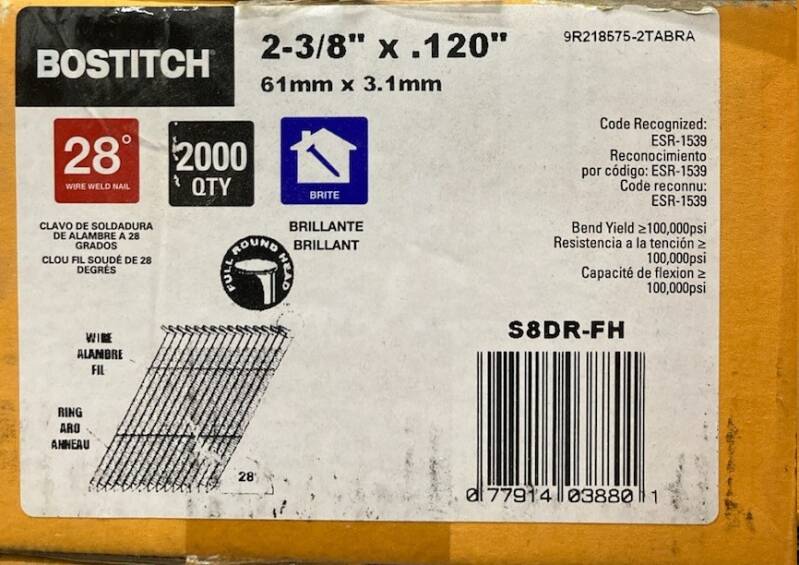 BOSTITCH
2-3/8" x .120"
61mm x 3.1mm
9R218575-2TABRA
28°
WIRE WELD NAIL
2000
QTY
BRITE
CLAVO DE SOLDADURA
DE ALAMBRE A 28
GRADOS
CLOU FIL SOUDÉ DE 28
DEGRÉS
BRILLANTE
BRILLANT
FULL ROUND HEAD
Code Recognized:
ESR-1539
Reconocimiento
por código: ESR-1539
Code reconnu:
ESR-1539
Bend Yield ≥100,000psi
Resistencia a la tención ≥
100,000psi
Capacité de flexion ≥
100,000psi
WIRE
ALAMBRE
FIL
RING
ARO
ANNEAU
28°
S8DR-FH
0 77914 03880 1